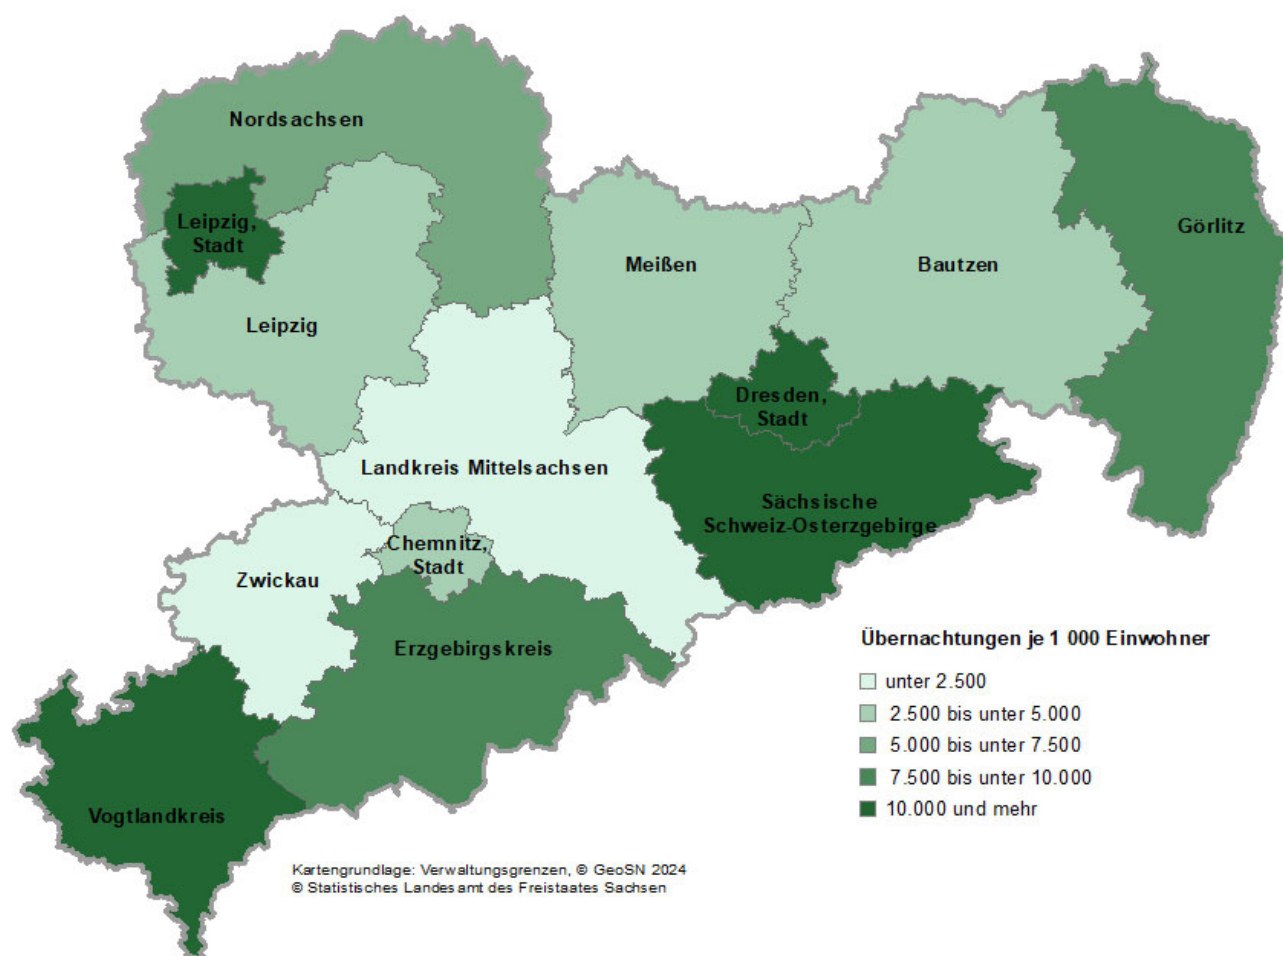 Nordsachsen
Leipzig,
Stadt
Görlitz
Meißen
Bautzen
Leipzig
Dresden,
Stadt
Landkreis Mittelsachsen
Sächsische
Schweiz-Osterzgebirge
Chemnitz,
Stadt
Zwickau
Erzgebirgskreis
Vogtlandkreis
Übernachtungen je 1 000 Einwohner
unter 2.500
2.500 bis unter 5.000
5.000 bis unter 7.500
7.500 bis unter 10.000
10.000 und mehr
Kartengrundlage: Verwaltungsgrenzen, © GeoSN 2024
© Statistisches Landesamt des Freistaates Sachsen